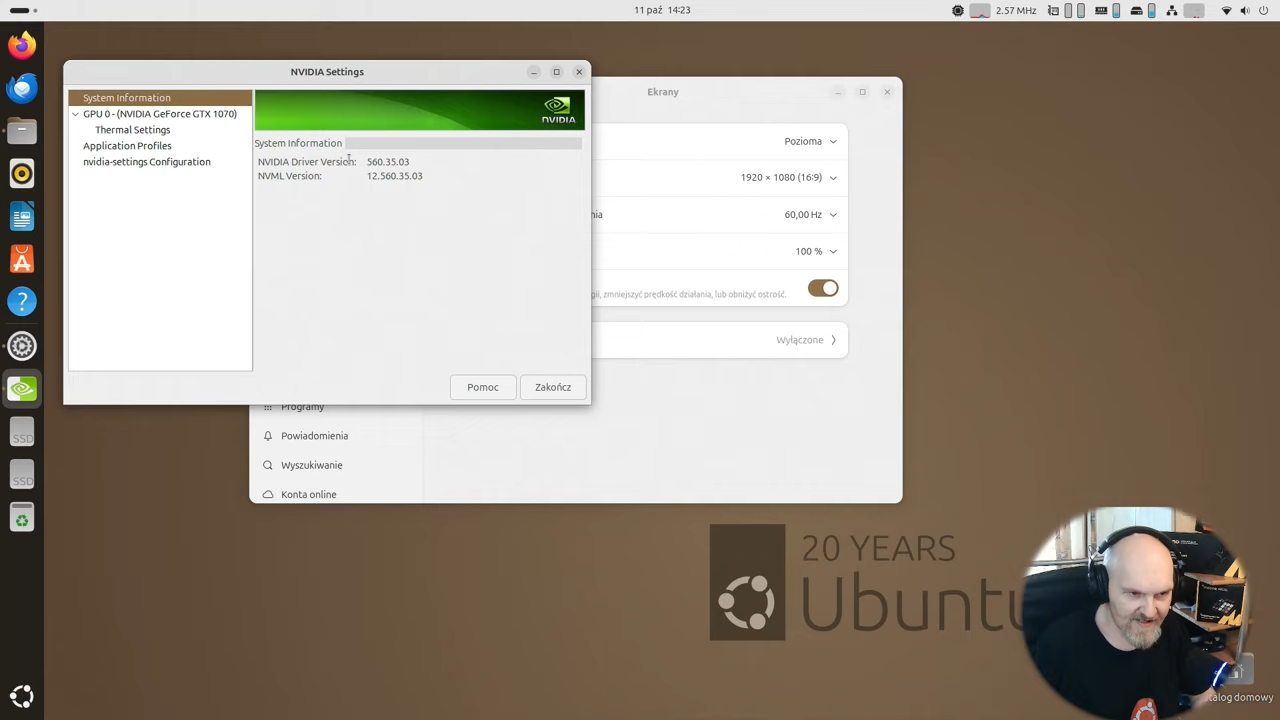 11 paź 14:23
2.57 MHz
NVIDIA Settings
System Information
GPU 0 - (NVIDIA GeForce GTX 1070)
Thermal Settings
Application Profiles
nvidia-settings Configuration
NVIDIA
System Information
NVIDIA Driver Version: 560.35.03
NVML Version: 12.560.35.03
Pomoc
Zakończ
Ekrany
Pozioma
1920 × 1080 (16∶9)
nia
60,00 Hz
100 %
gii, zmniejszyć prędkość działania, lub obniżyć ostrość.
Wyłączone
Programy
Powiadomienia
Wyszukiwanie
Konta online
SSD
SSD
20 YEARS
Ubuntu
atalog domowy